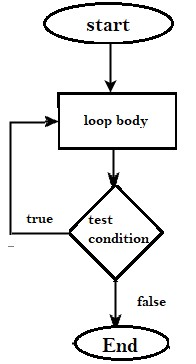 start
loop body
true
test
condition
false
End